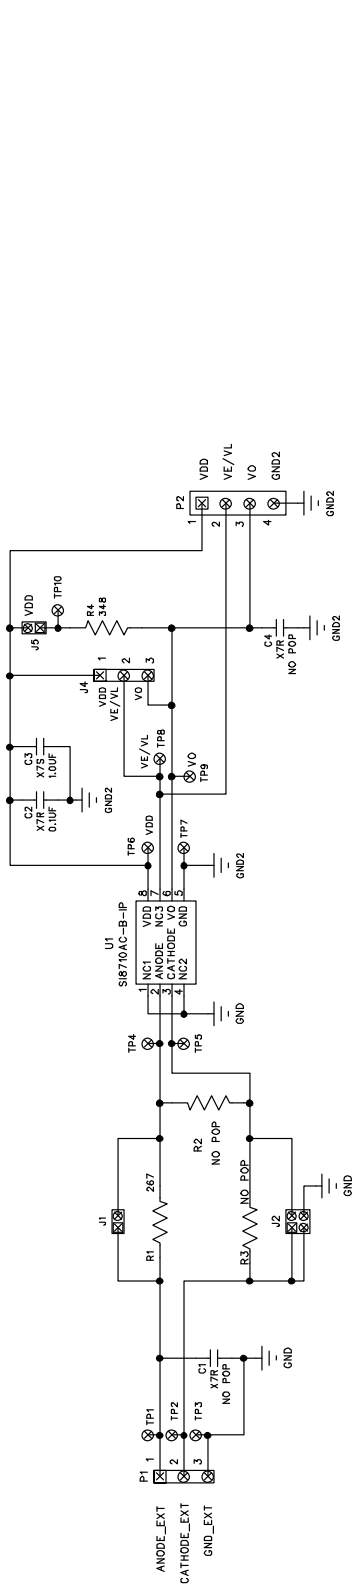 VDD
VE/VL
VO
GND2
P2
1
2
3
4
GND2
VDD
J5
TP10
R4
348
C4
X7R
NO POP
GND2
J4
1
2
3
VDD
VE/VL
VO
C3
X7S
1.0UF
C2
X7R
0.1UF
GND2
VE/VL
TP8
VO
TP9
TP6
VDD
TP7
GND2
U1
SI8710AC-B-IP
8
7
6
5
VDD
NC3
VO
GND
NC1
ANODE
CATHODE
NC2
1
2
3
4
GND
TP4
TP5
R2
NO POP
J1
267
R1
NO POP
R3
J2
GND
C1
X7R
NO POP
GND
TP1
TP2
TP3
P1
1
2
3
ANODE_EXT
CATHODE_EXT
GND_EXT